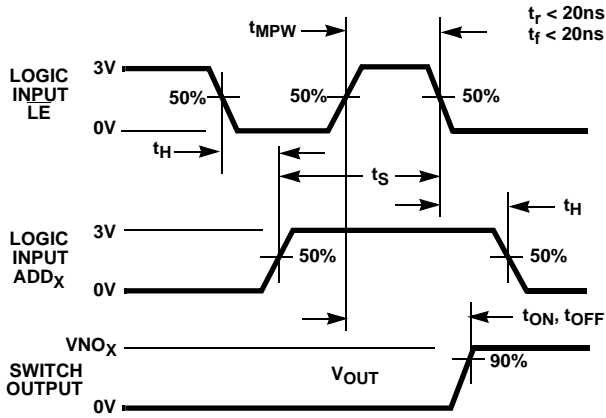 tMPW
tr < 20ns
tf < 20ns
LOGIC
INPUT
L̅E̅
3V
0V
50%
50%
50%
tH
tS
tH
LOGIC
INPUT
ADDX
3V
0V
50%
50%
tON, tOFF
SWITCH
OUTPUT
VNOX
0V
VOUT
90%